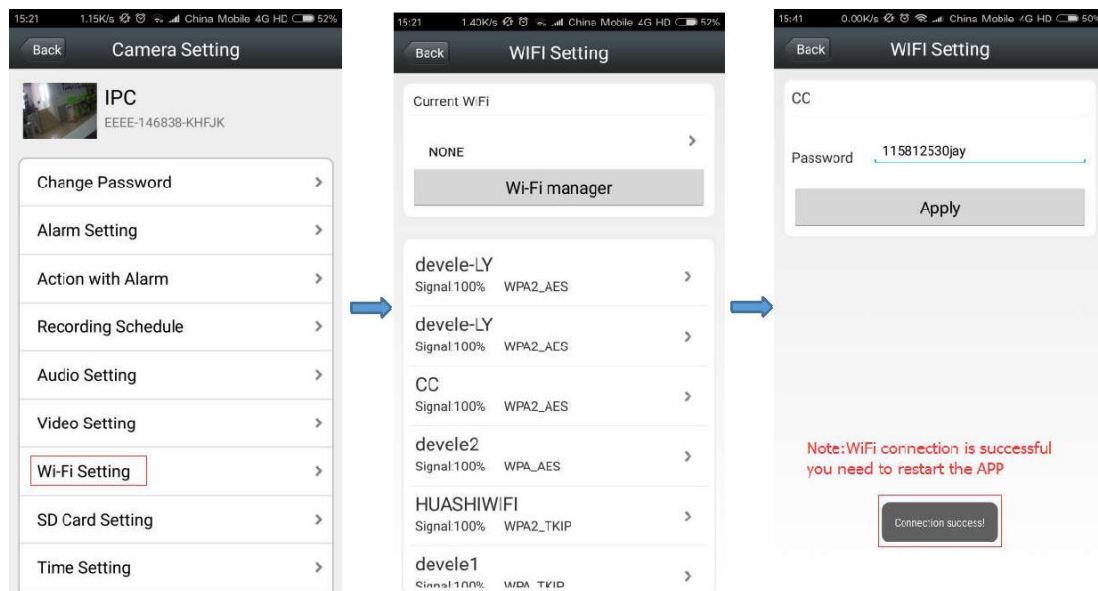 15:21 1.15K/s China Mobile 4G HD 52%
Back Camera Setting
IPC
EEEE-146838-KHFJK
Change Password
Alarm Setting
Action with Alarm
Recording Schedule
Audio Setting
Video Setting
Wi-Fi Setting
SD Card Setting
Time Setting
15:21 1.40K/s China Mobile 4G HD 52%
Back WIFI Setting
Current WiFi
NONE
Wi-Fi manager
devele-LY
Signal:100% WPA2_AES
devele-LY
Signal:100% WPA2_AES
CC
Signal:100% WPA2_AES
devele2
Signal:100% WPA_AES
HUASHIWIFI
Signal:100% WPA2_TKIP
devele1
Signal:100% WPA_TKIP
15:41 0.00K/s China Mobile 4G HD 50%
Back WIFI Setting
CC
Password 115812530jay
Apply
Note:WiFi connection is successful
you need to restart the APP
Connection success!